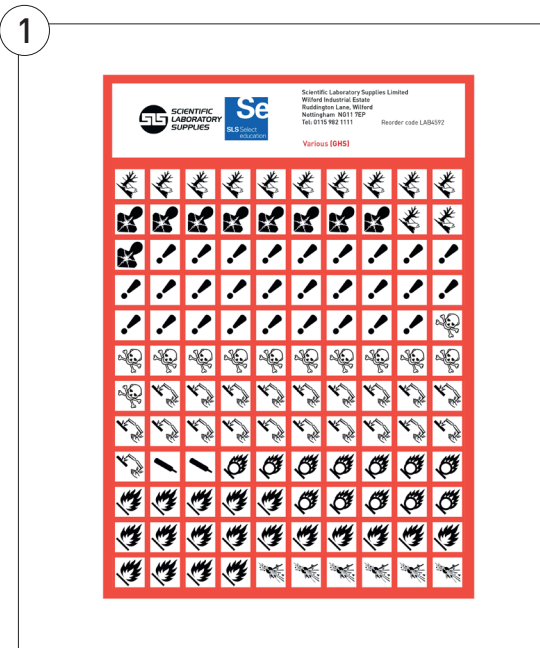 1
SLS
SCIENTIFIC
LABORATORY
SUPPLIES
Se
SLS Select
education
Scientific Laboratory Supplies Limited
Wilford Industrial Estate
Ruddington Lane, Wilford
Nottingham NG11 7EP
Tel: 0115 982 1111 Reorder code LAB4592
Various (GHS)